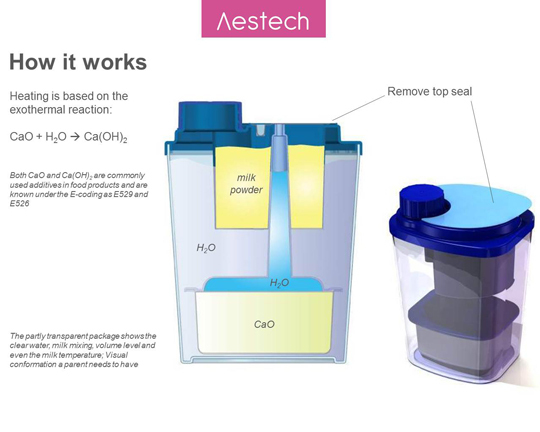 Aestech
How it works
Heating is based on the
exothermal reaction:
CaO + H₂O → Ca(OH)₂
Both CaO and Ca(OH)₂ are commonly
used additives in food products and are
known under the E-coding as E529 and
E526
Remove top seal
milk
powder
H₂O
H₂O
CaO
The partly transparent package shows the
clear water, milk mixing, volume level and
even the milk temperature; Visual
conformation a parent needs to have